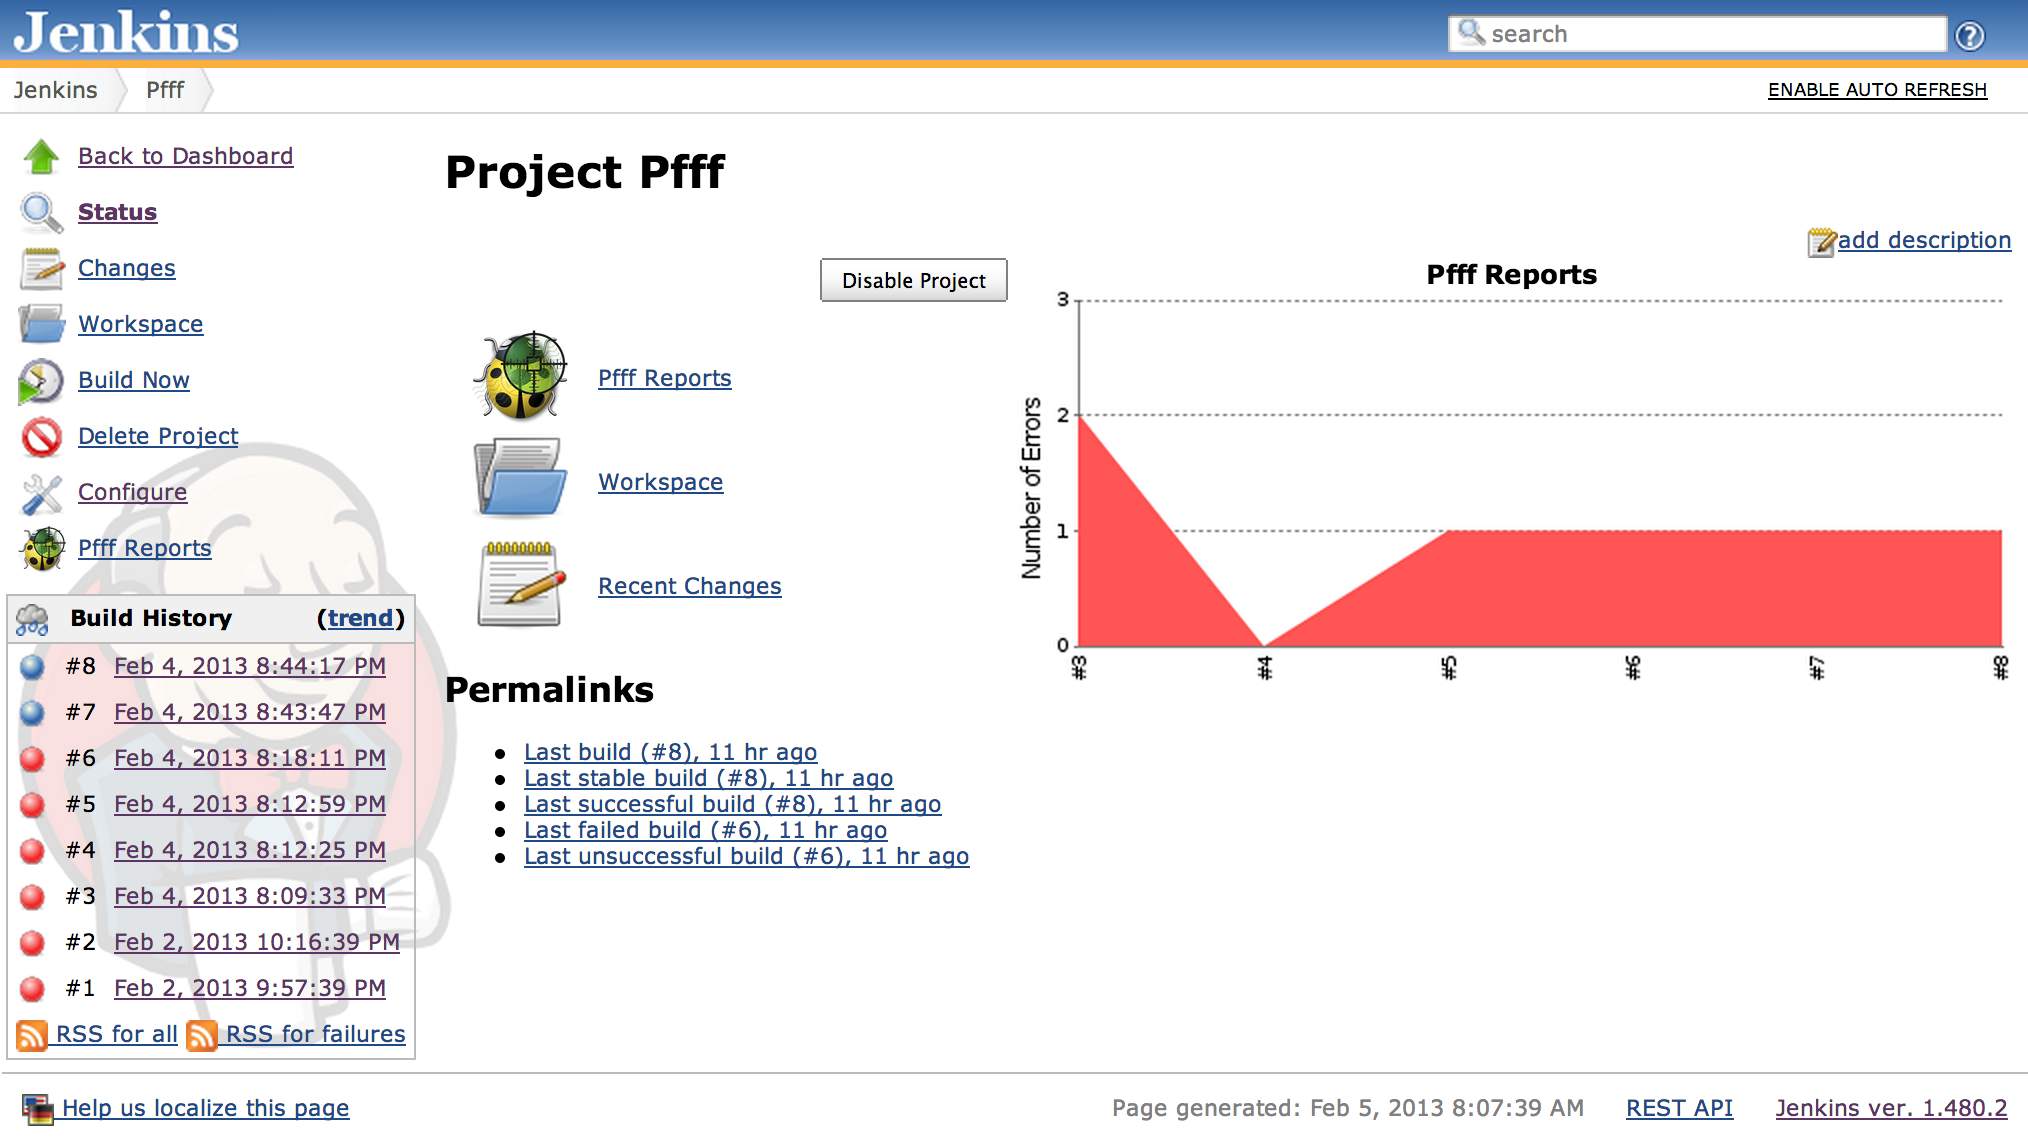 Jenkins
search
Jenkins Pfff
ENABLE AUTO REFRESH
Back to Dashboard
Status
Changes
Workspace
Build Now
Delete Project
Configure
Pfff Reports
Build History (trend)
#8 Feb 4, 2013 8:44:17 PM
#7 Feb 4, 2013 8:43:47 PM
#6 Feb 4, 2013 8:18:11 PM
#5 Feb 4, 2013 8:12:59 PM
#4 Feb 4, 2013 8:12:25 PM
#3 Feb 4, 2013 8:09:33 PM
#2 Feb 2, 2013 10:16:39 PM
#1 Feb 2, 2013 9:57:39 PM
RSS for all RSS for failures
Project Pfff
add description
Disable Project
Pfff Reports
Workspace
Recent Changes
Pfff Reports
Number of Errors
3
2
1
0
#3 #4 #5 #6 #7 #8
Permalinks
Last build (#8), 11 hr ago
Last stable build (#8), 11 hr ago
Last successful build (#8), 11 hr ago
Last failed build (#6), 11 hr ago
Last unsuccessful build (#6), 11 hr ago
Help us localize this page
Page generated: Feb 5, 2013 8:07:39 AM REST API Jenkins ver. 1.480.2